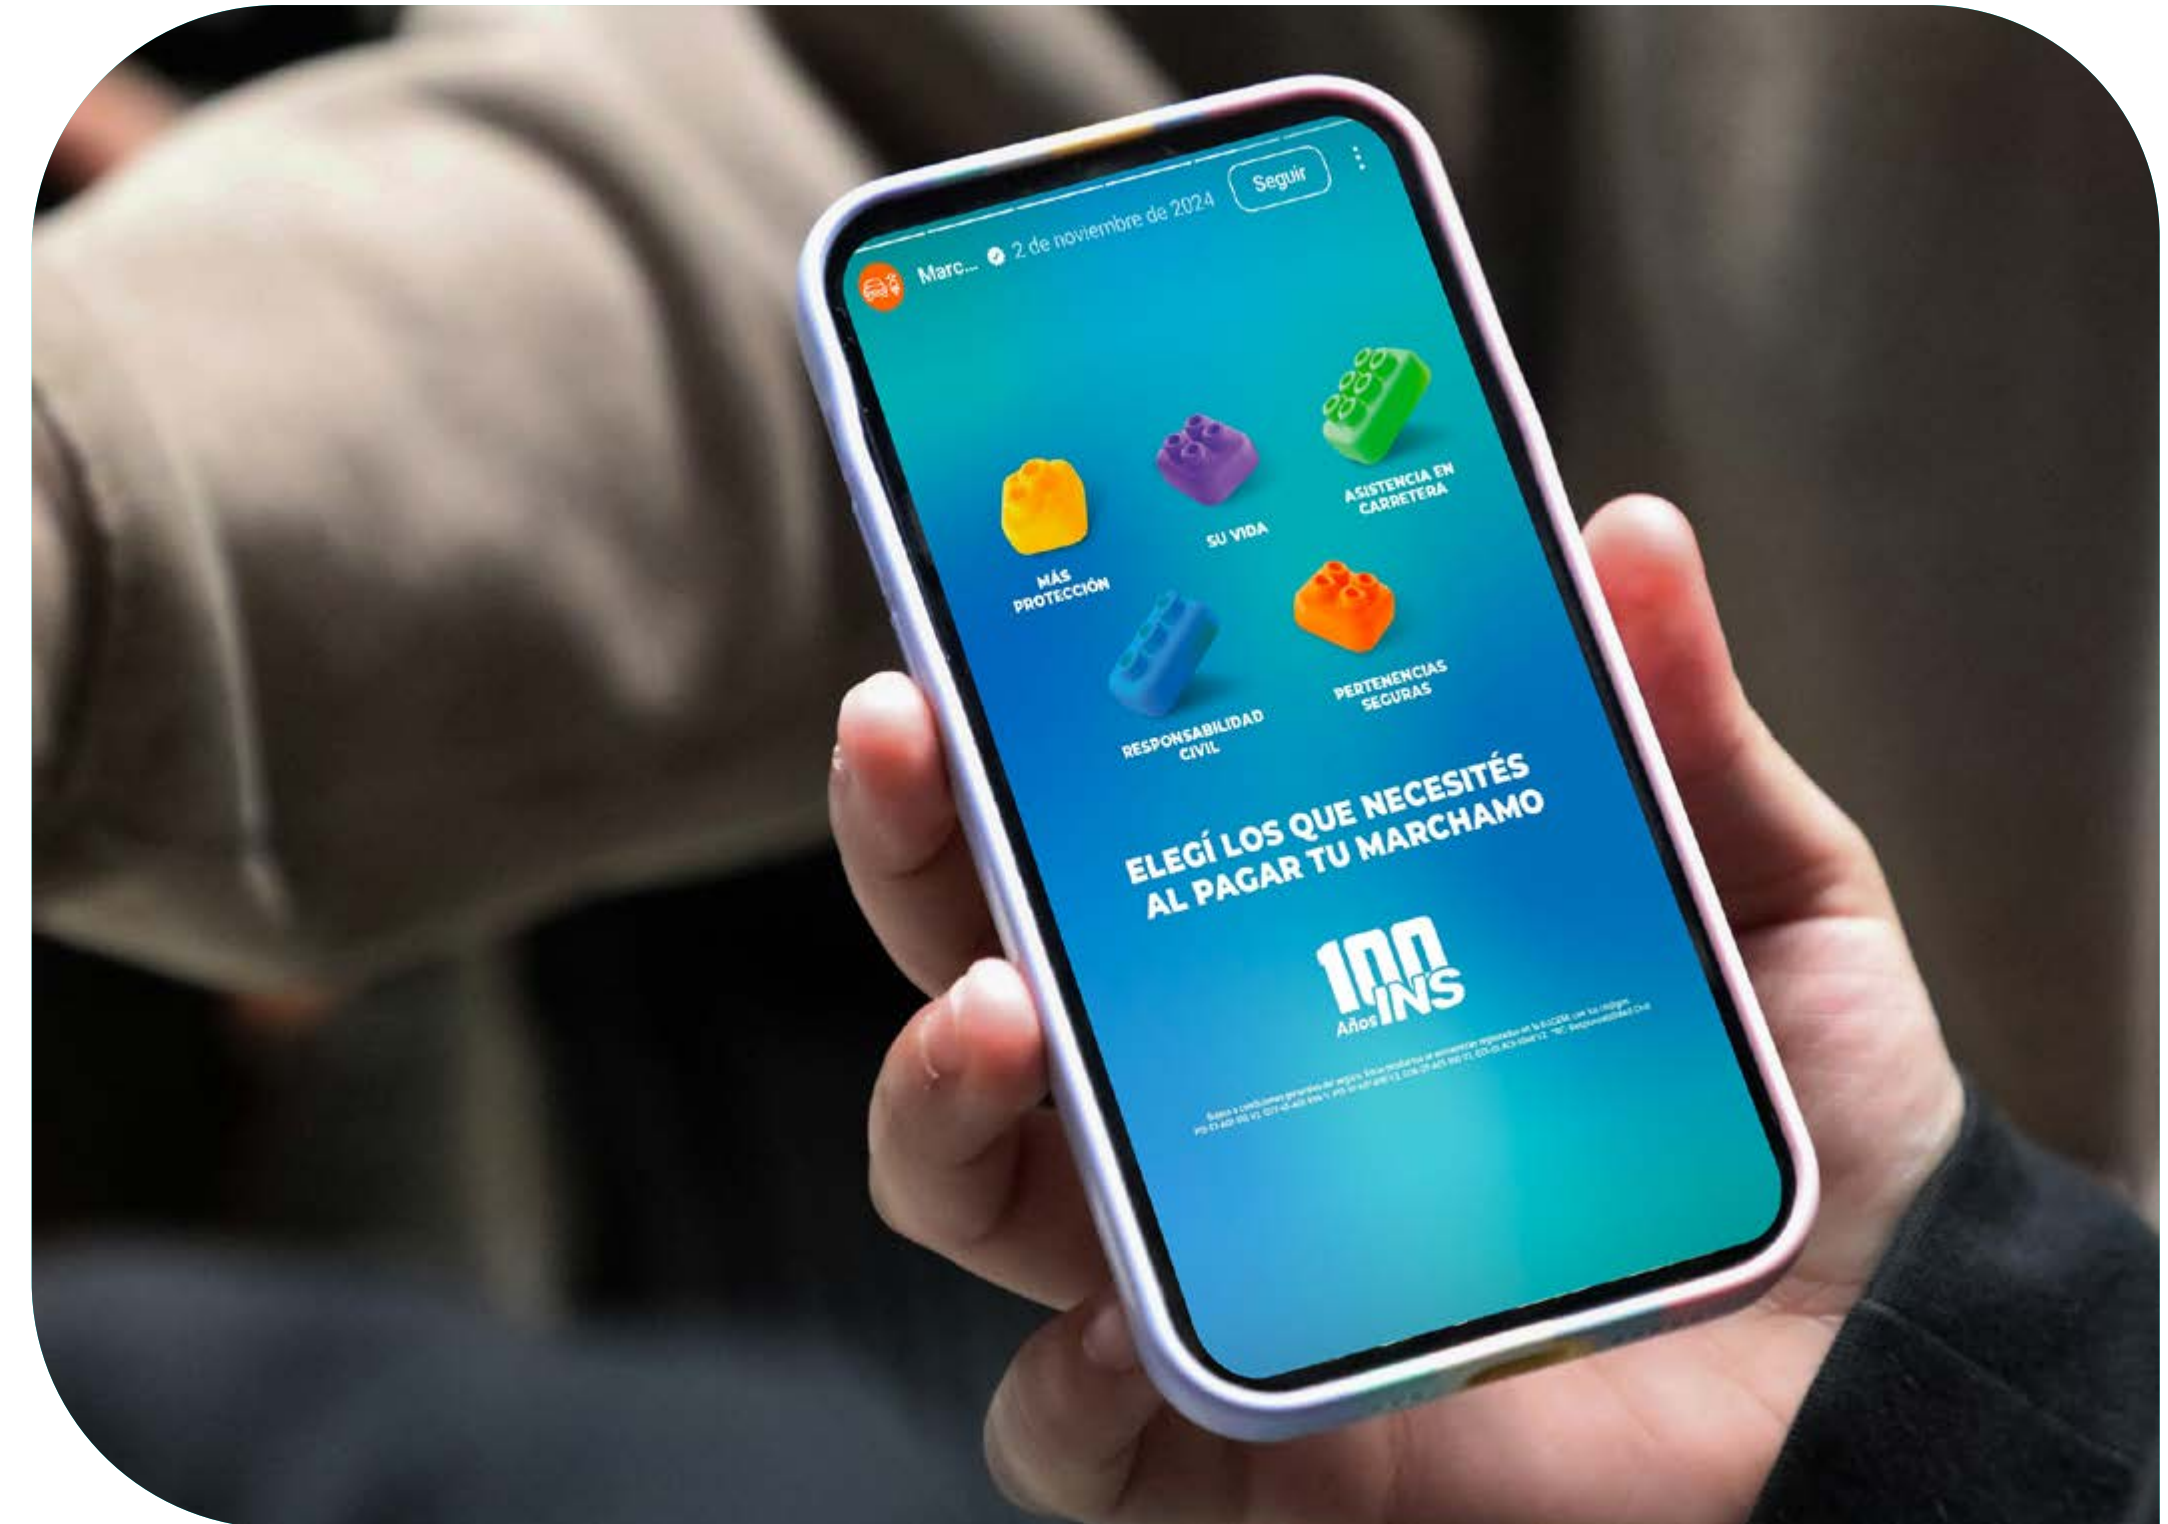 Marc... 2 de noviembre de 2024 Seguir
MÁS
PROTECCIÓN
SU VIDA
ASISTENCIA EN
CARRETERA
RESPONSABILIDAD
CIVIL
PERTENENCIAS
SEGURAS
ELEGÍ LOS QUE NECESITÉS
AL PAGAR TU MARCHAMO
100
Años INS